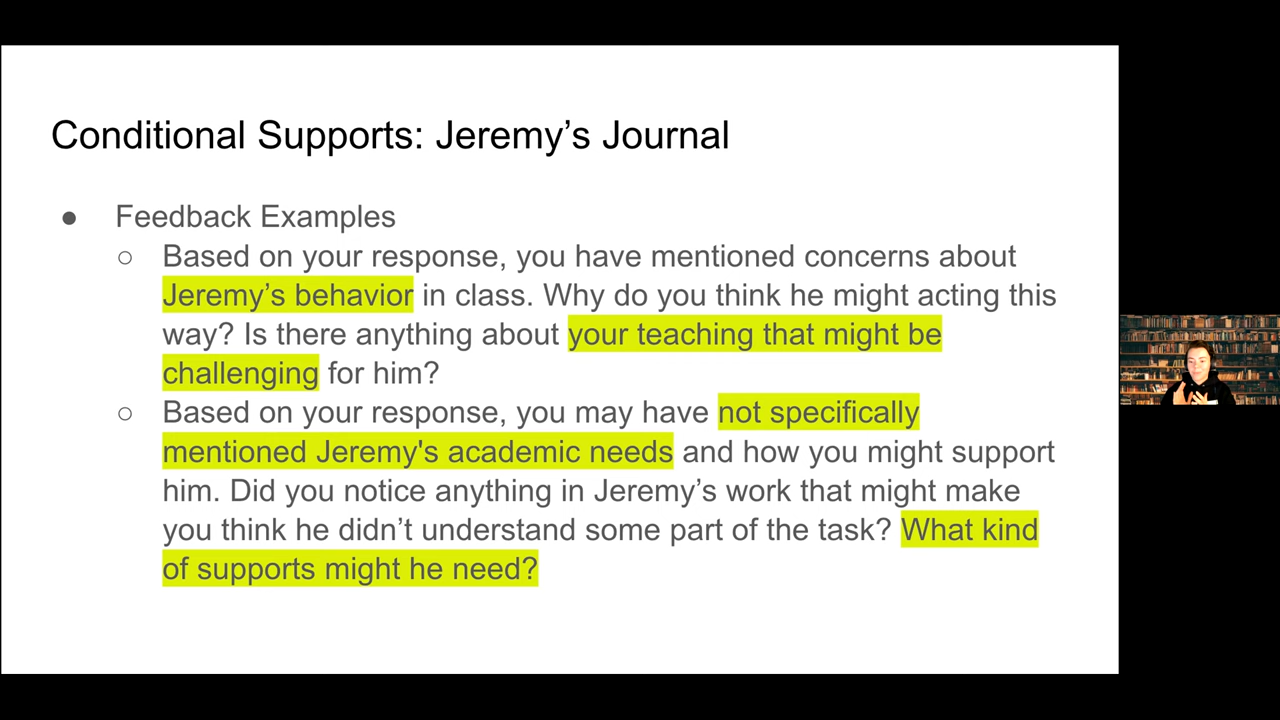 Conditional Supports: Jeremy’s Journal
● Feedback Examples
○ Based on your response, you have mentioned concerns about
Jeremy’s behavior in class. Why do you think he might acting this
way? Is there anything about your teaching that might be
challenging for him?
○ Based on your response, you may have not specifically
mentioned Jeremy's academic needs and how you might support
him. Did you notice anything in Jeremy’s work that might make
you think he didn’t understand some part of the task? What kind
of supports might he need?